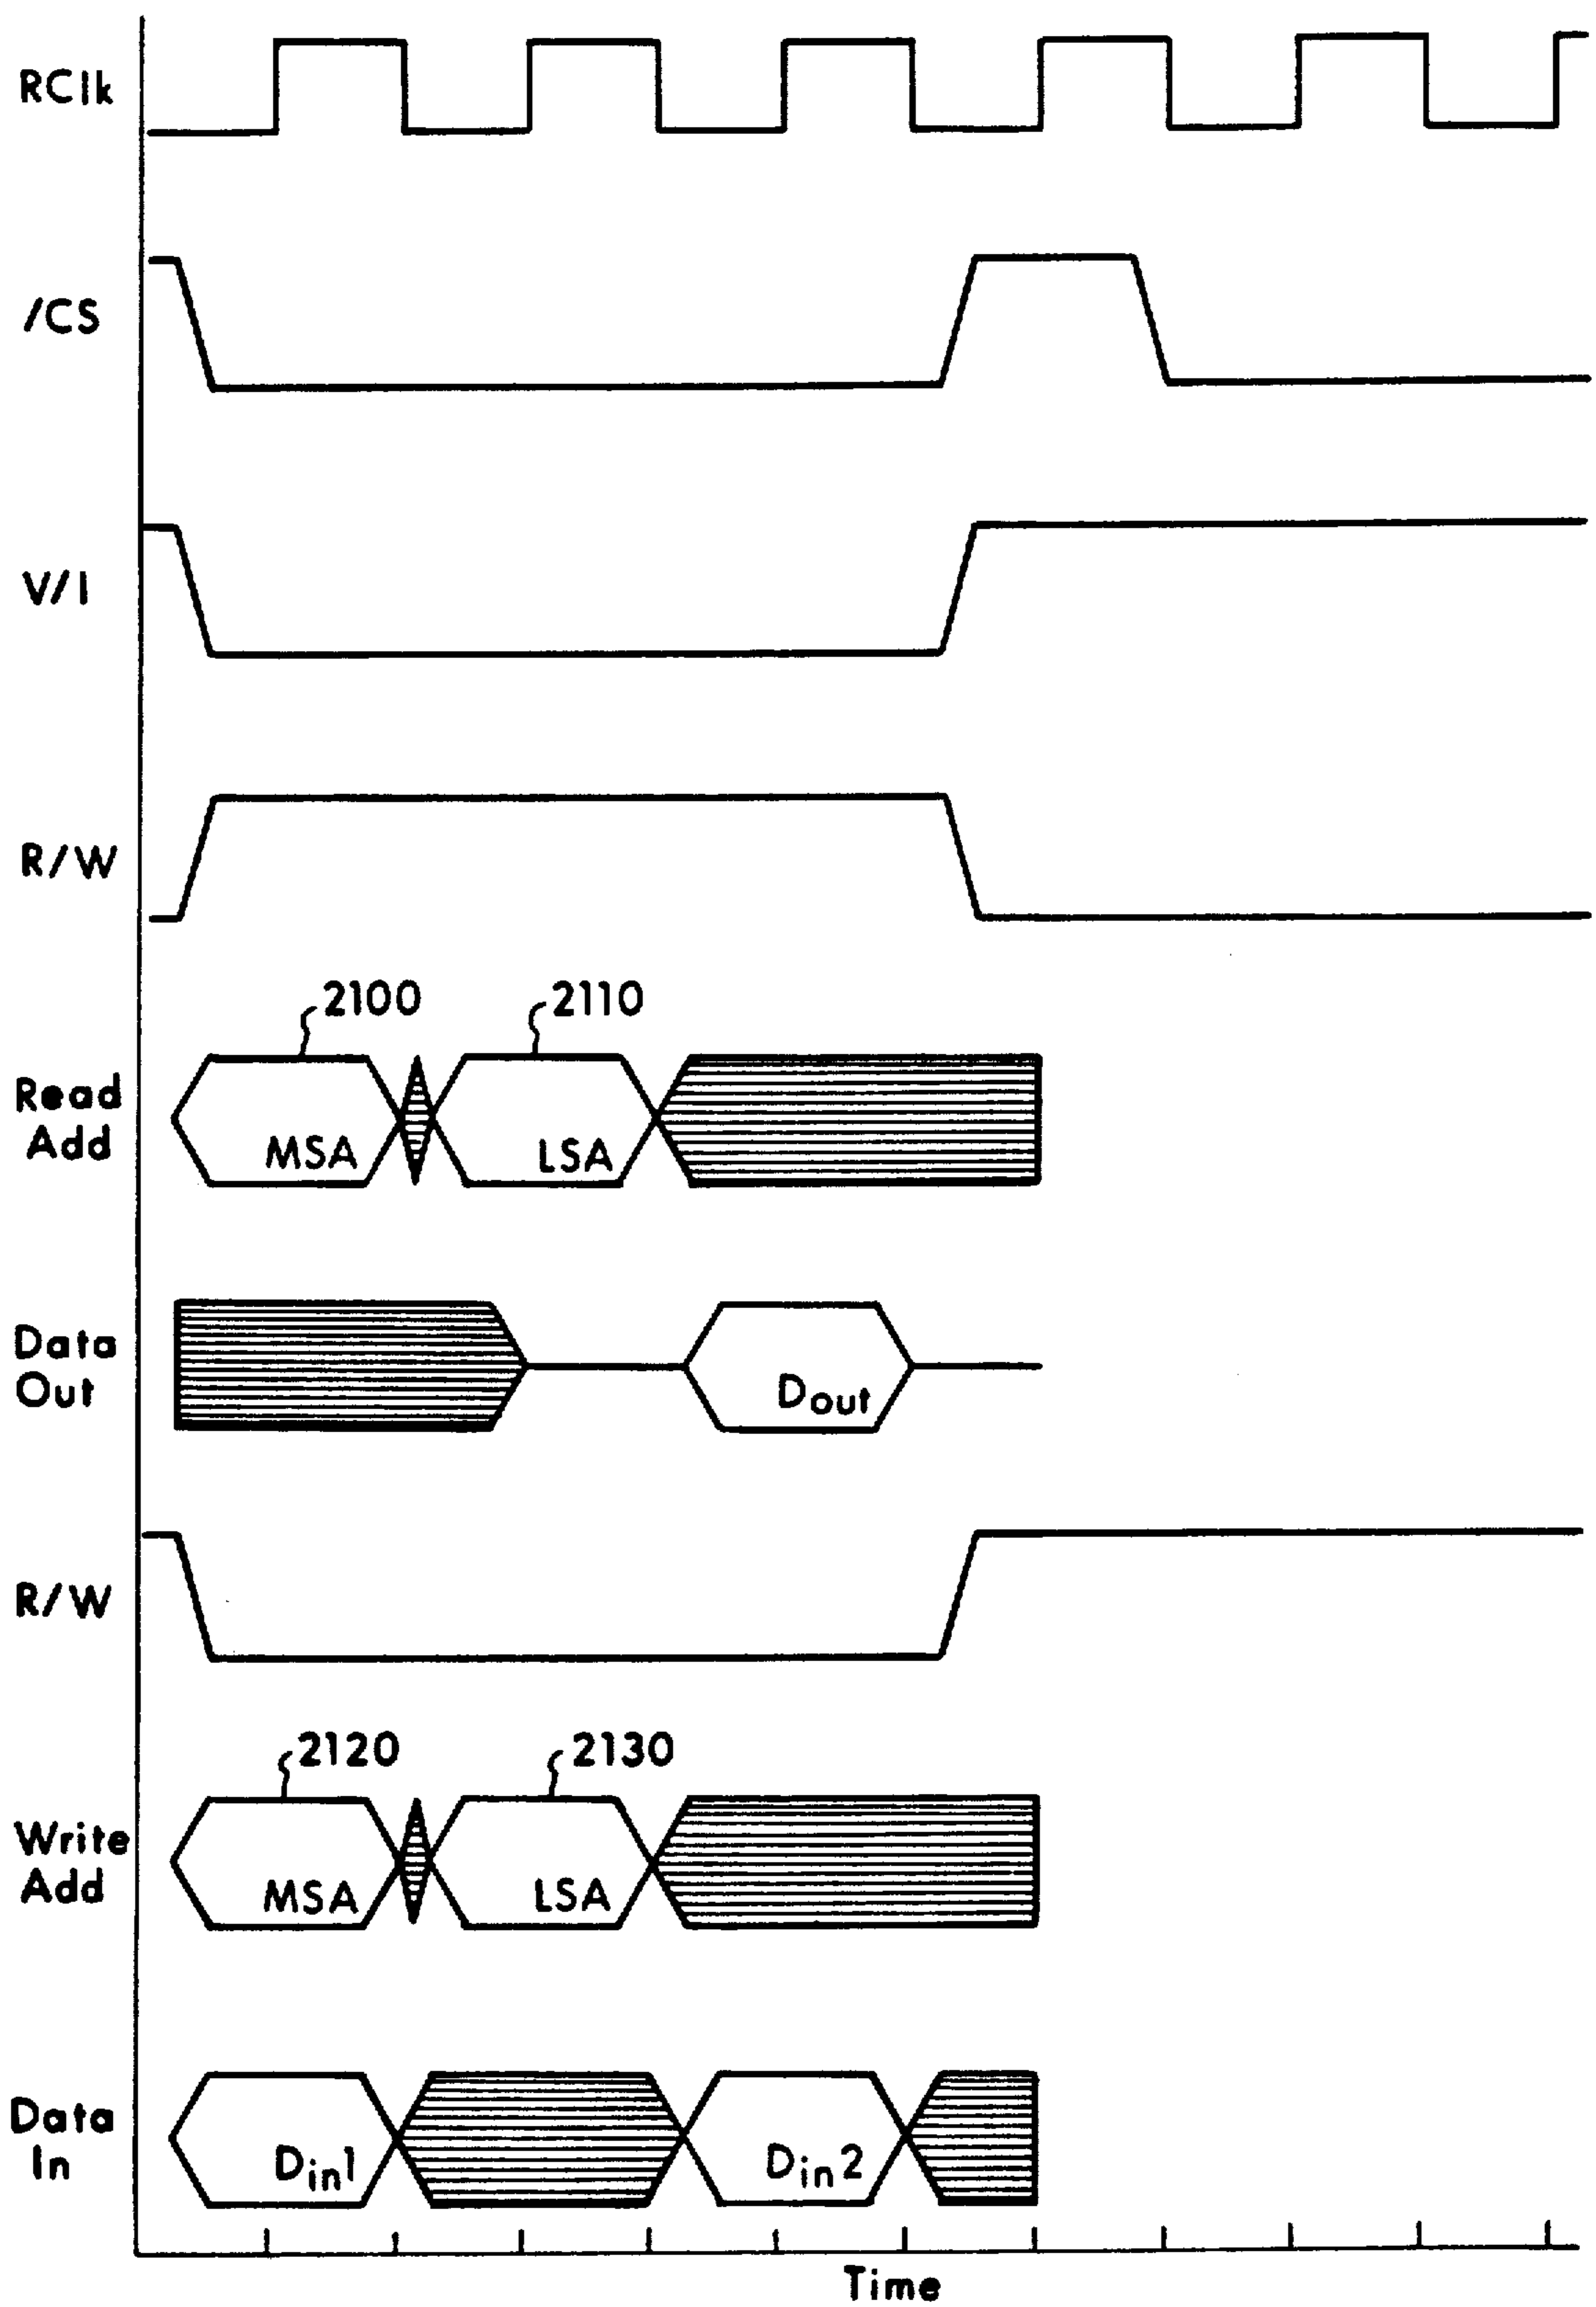 RClk
/CS
V/I
R/W
2100
2110
Read
Add
MSA
LSA
Data
Out
Dout
R/W
2120
2130
Write
Add
MSA
LSA
Data
In
Din1
Din2
Time